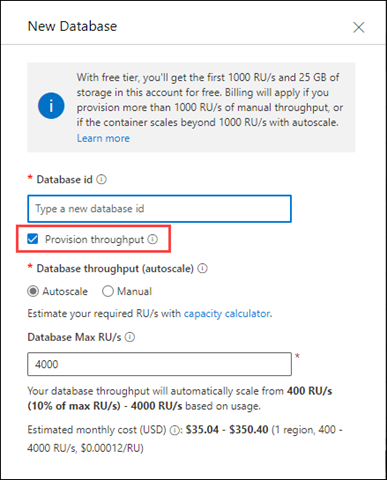 New Database
With free tier, you'll get the first 1000 RU/s and 25 GB of
storage in this account for free. Billing will apply if you
provision more than 1000 RU/s of manual throughput, or
if the container scales beyond 1000 RU/s with autoscale.
Learn more
* Database id
Type a new database id
Provision throughput
* Database throughput (autoscale)
Autoscale Manual
Estimate your required RU/s with capacity calculator.
Database Max RU/s
4000 *
Your database throughput will automatically scale from 400 RU/s
(10% of max RU/s) - 4000 RU/s based on usage.
Estimated monthly cost (USD) : $35.04 - $350.40 (1 region, 400 -
4000 RU/s, $0.00012/RU)